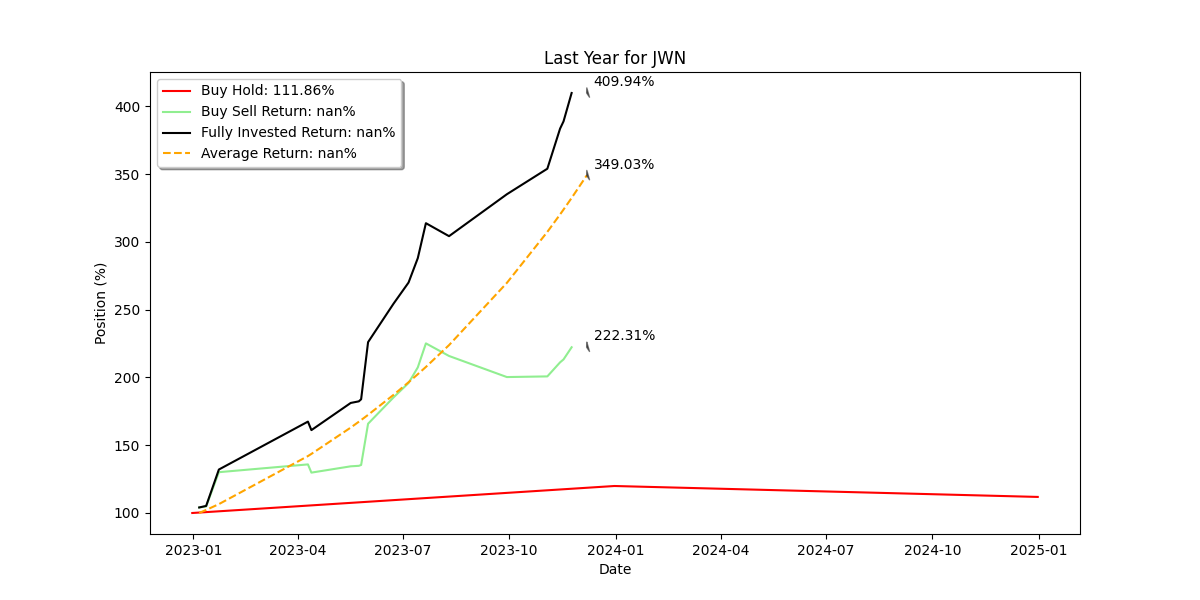 Last Year for JWN
Buy Hold: 111.86%
Buy Sell Return: nan%
Fully Invested Return: nan%
Average Return: nan%
409.94%
349.03%
222.31%
Position (%)
400
350
300
250
200
150
100
2023-01 2023-04 2023-07 2023-10 2024-01 2024-04 2024-07 2024-10 2025-01
Date